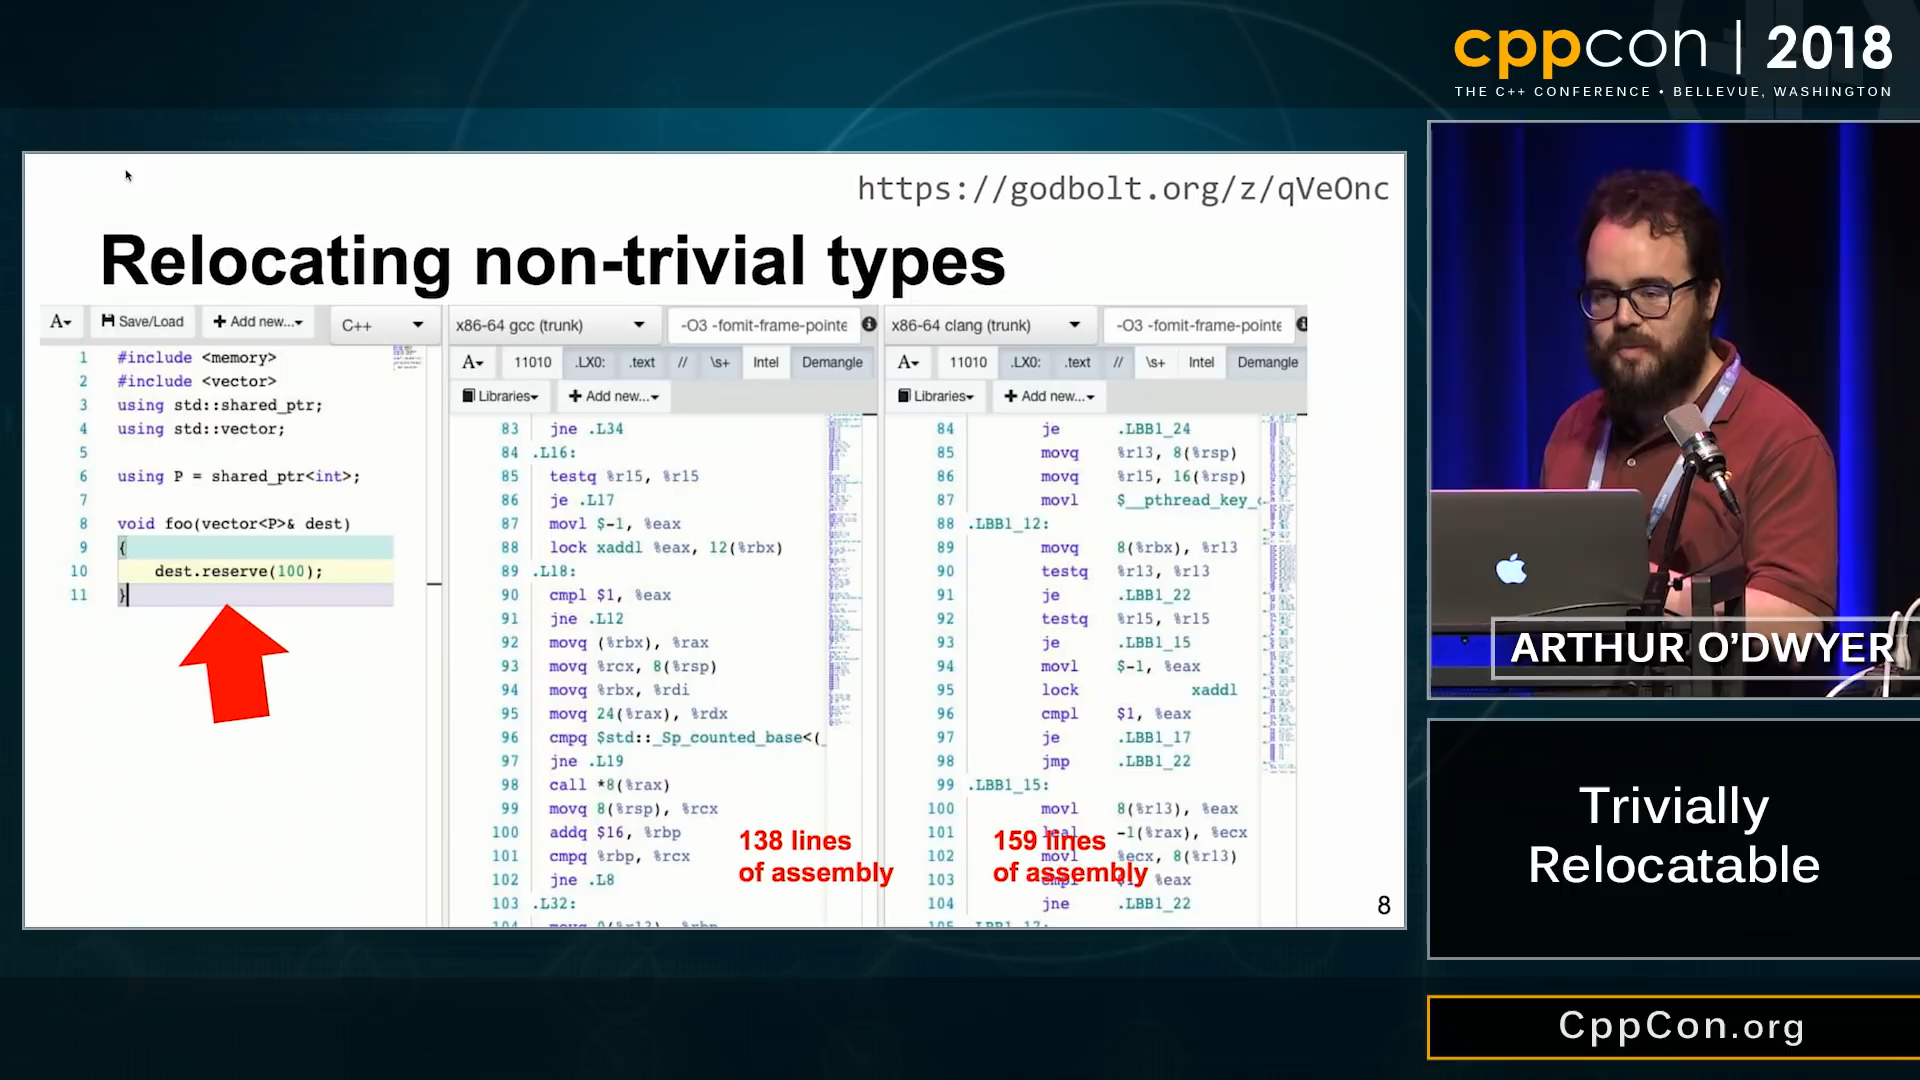 cppcon | 2018
THE C++ CONFERENCE • BELLEVUE, WASHINGTON
https://godbolt.org/z/qVeOnc
Relocating non-trivial types
A Save/Load + Add new... C++
1 #include <memory>
2 #include <vector>
3 using std::shared_ptr;
4 using std::vector;
5
6 using P = shared_ptr<int>;
7
8 void foo(vector<P>& dest)
9 {
10 dest.reserve(100);
11 }
x86-64 gcc (trunk) -O3 -fomit-frame-pointe
A 11010 .LX0: .text // \s+ Intel Demangle
Libraries + Add new...
83 jne .L34
84 .L16:
85 testq %r15, %r15
86 je .L17
87 movl $-1, %eax
88 lock xaddl %eax, 12(%rbx)
89 .L18:
90 cmpl $1, %eax
91 jne .L12
92 movq (%rbx), %rax
93 movq %rcx, 8(%rsp)
94 movq %rbx, %rdi
95 movq 24(%rax), %rdx
96 cmpq $std::_Sp_counted_base<(_
97 jne .L19
98 call *8(%rax)
99 movq 8(%rsp), %rcx
100 addq $16, %rbp
101 cmpq %rbp, %rcx
102 jne .L8
103 .L32:
138 lines
of assembly
x86-64 clang (trunk) -O3 -fomit-frame-pointe
A 11010 .LX0: .text // \s+ Intel Demangle
Libraries + Add new...
84 je .LBB1_24
85 movq %r13, 8(%rsp)
86 movq %r15, 16(%rsp)
87 movl $__pthread_key_
88 .LBB1_12:
89 movq 8(%rbx), %r13
90 testq %r13, %r13
91 je .LBB1_22
92 testq %r15, %r15
93 je .LBB1_15
94 movl $-1, %eax
95 lock xaddl
96 cmpl $1, %eax
97 je .LBB1_17
98 jmp .LBB1_22
99 .LBB1_15:
100 movl 8(%r13), %eax
101 leal -1(%rax), %ecx
102 movl %ecx, 8(%r13)
103 cmpl $1, %eax
104 jne .LBB1_22
159 lines
of assembly
8
ARTHUR O'DWYER
Trivially
Relocatable
CppCon.org